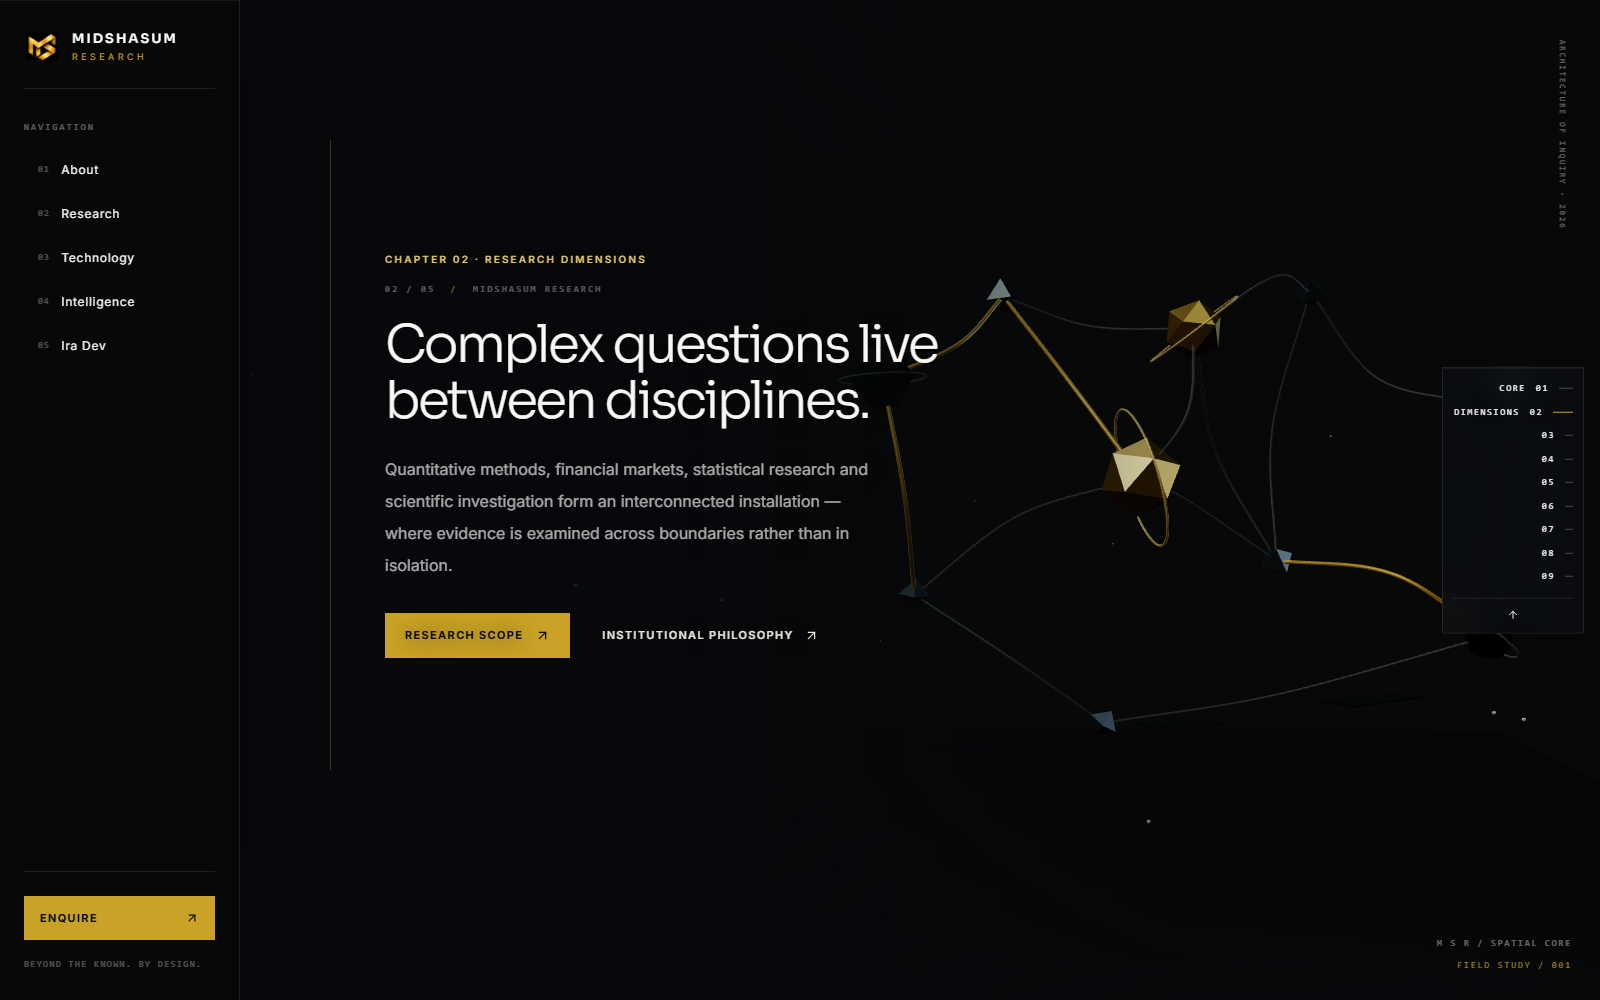 MIDSHASUM
RESEARCH
NAVIGATION
01 About
02 Research
03 Technology
04 Intelligence
05 Ira Dev
ENQUIRE
BEYOND THE KNOWN. BY DESIGN.
CHAPTER 02 · RESEARCH DIMENSIONS
02 / 05 / MIDSHASUM RESEARCH
Complex questions live
between disciplines.
Quantitative methods, financial markets, statistical research and
scientific investigation form an interconnected installation —
where evidence is examined across boundaries rather than in
isolation.
RESEARCH SCOPE
INSTITUTIONAL PHILOSOPHY
ARCHITECTURE OF INQUIRY · 2026
CORE 01
DIMENSIONS 02
03
04
05
06
07
08
09
M S R / SPATIAL CORE
FIELD STUDY / 001